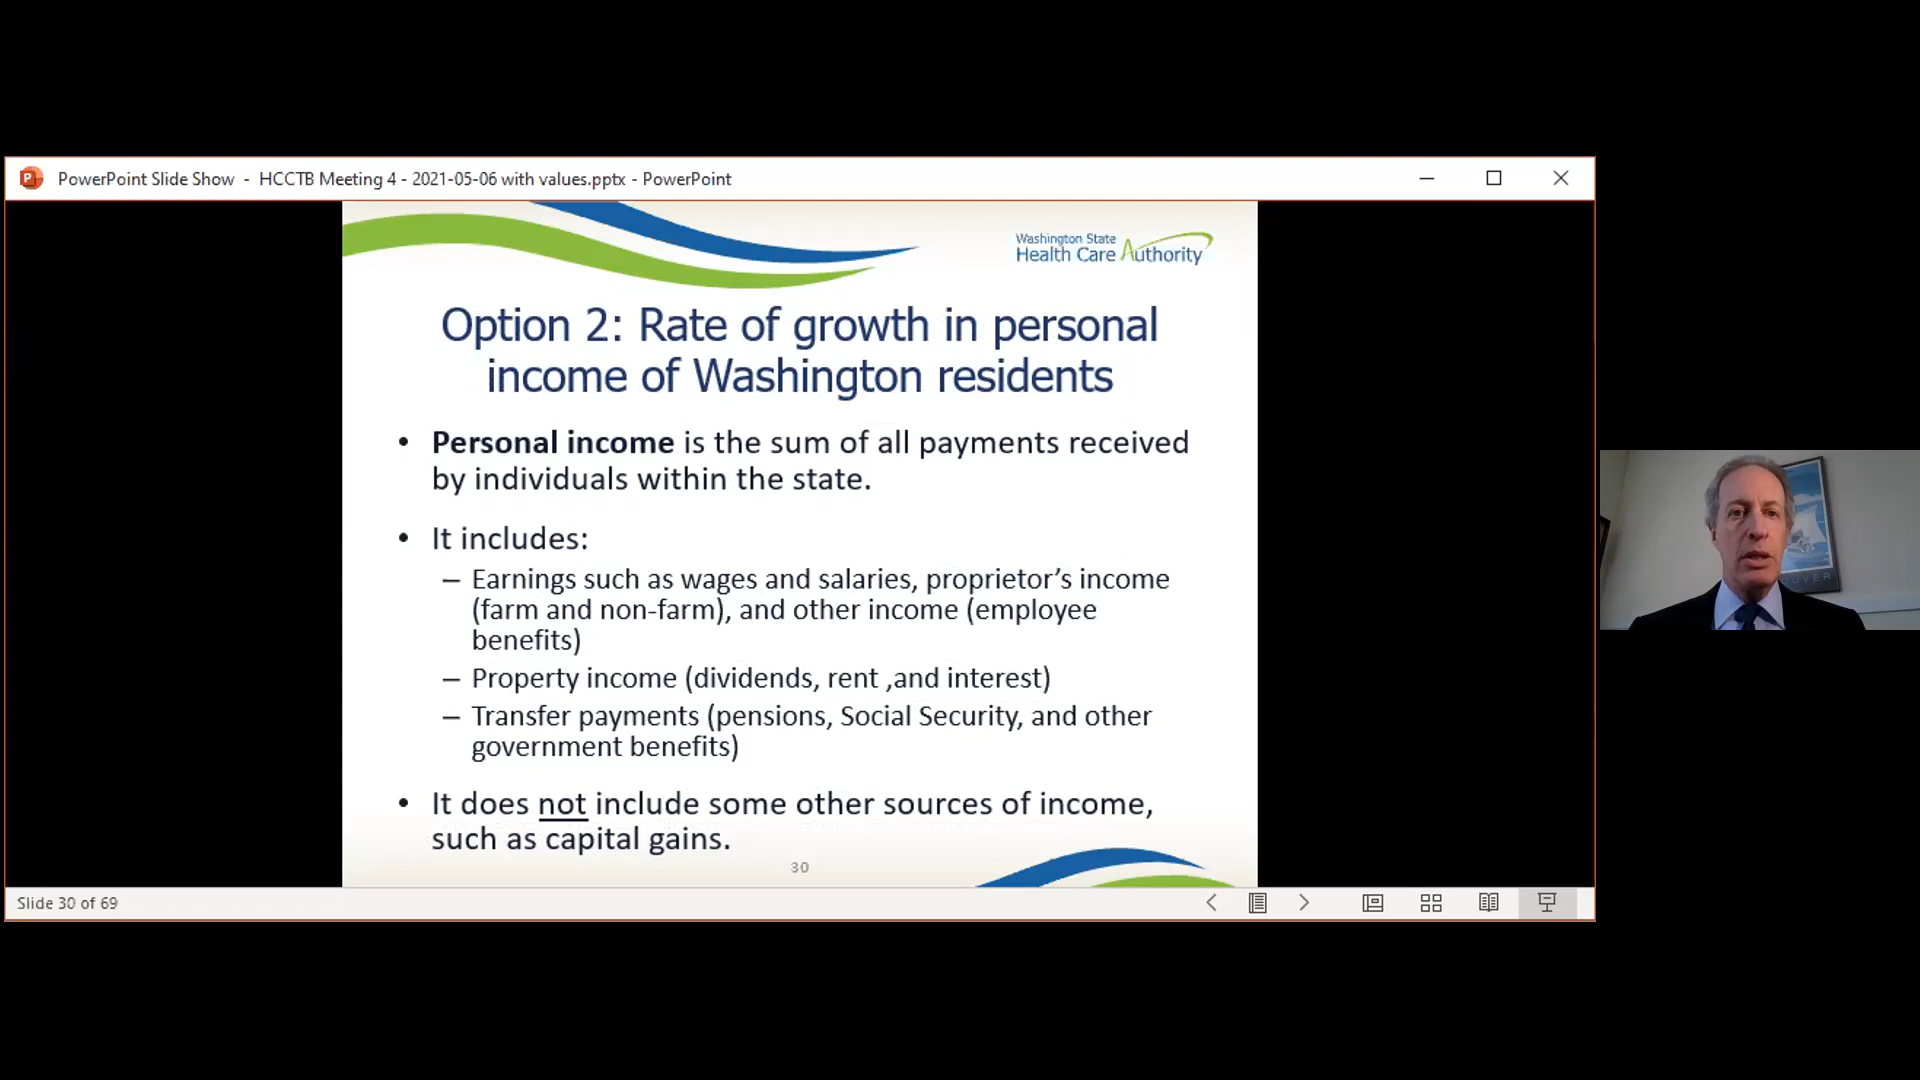 PowerPoint Slide Show - HCCTB Meeting 4 - 2021-05-06 with values.pptx - PowerPoint
Washington State
Health Care Authority
Option 2: Rate of growth in personal
income of Washington residents
• Personal income is the sum of all payments received
by individuals within the state.
• It includes:
– Earnings such as wages and salaries, proprietor’s income
(farm and non-farm), and other income (employee
benefits)
– Property income (dividends, rent ,and interest)
– Transfer payments (pensions, Social Security, and other
government benefits)
• It does not include some other sources of income,
such as capital gains.
30
Slide 30 of 69